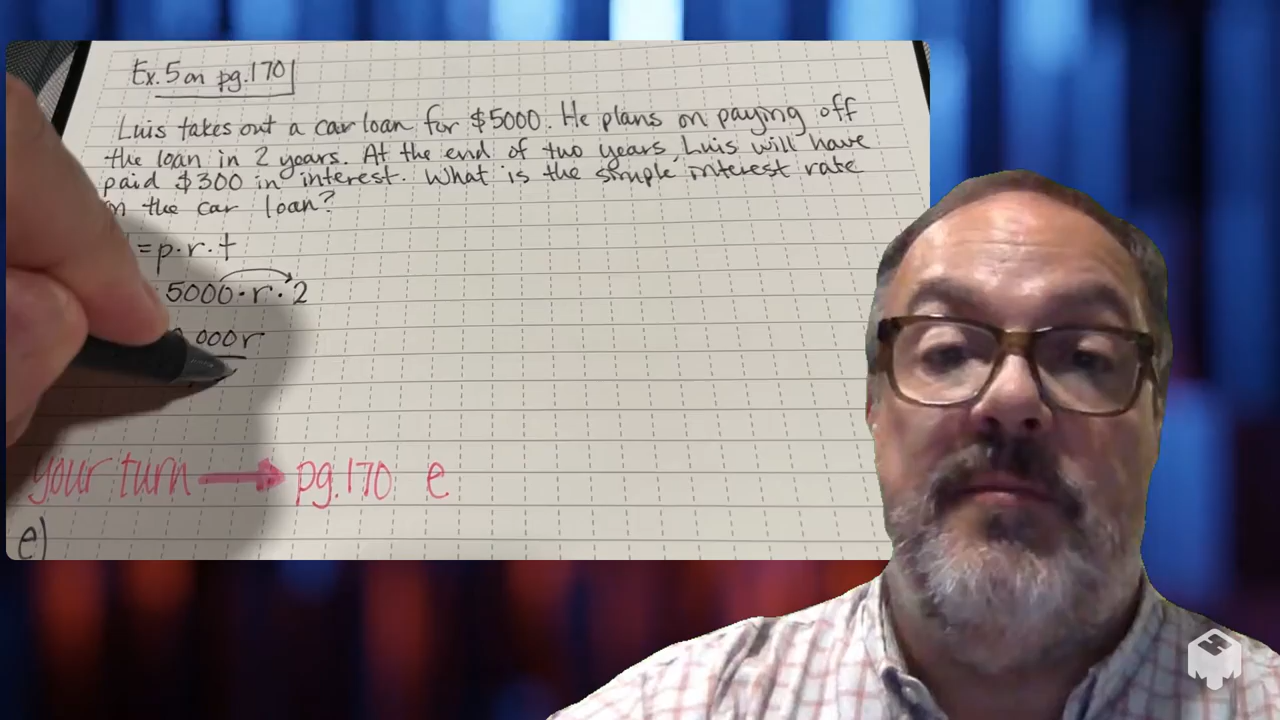 Ex. 5 on pg. 170
Luis takes out a car loan for $5000. He plans on paying off
the loan in 2 years. At the end of two years, Luis will have
paid $300 in interest. What is the simple interest rate
on the car loan?
= p·r·t
5000·r·2
000r
your turn → pg. 170 e
e)